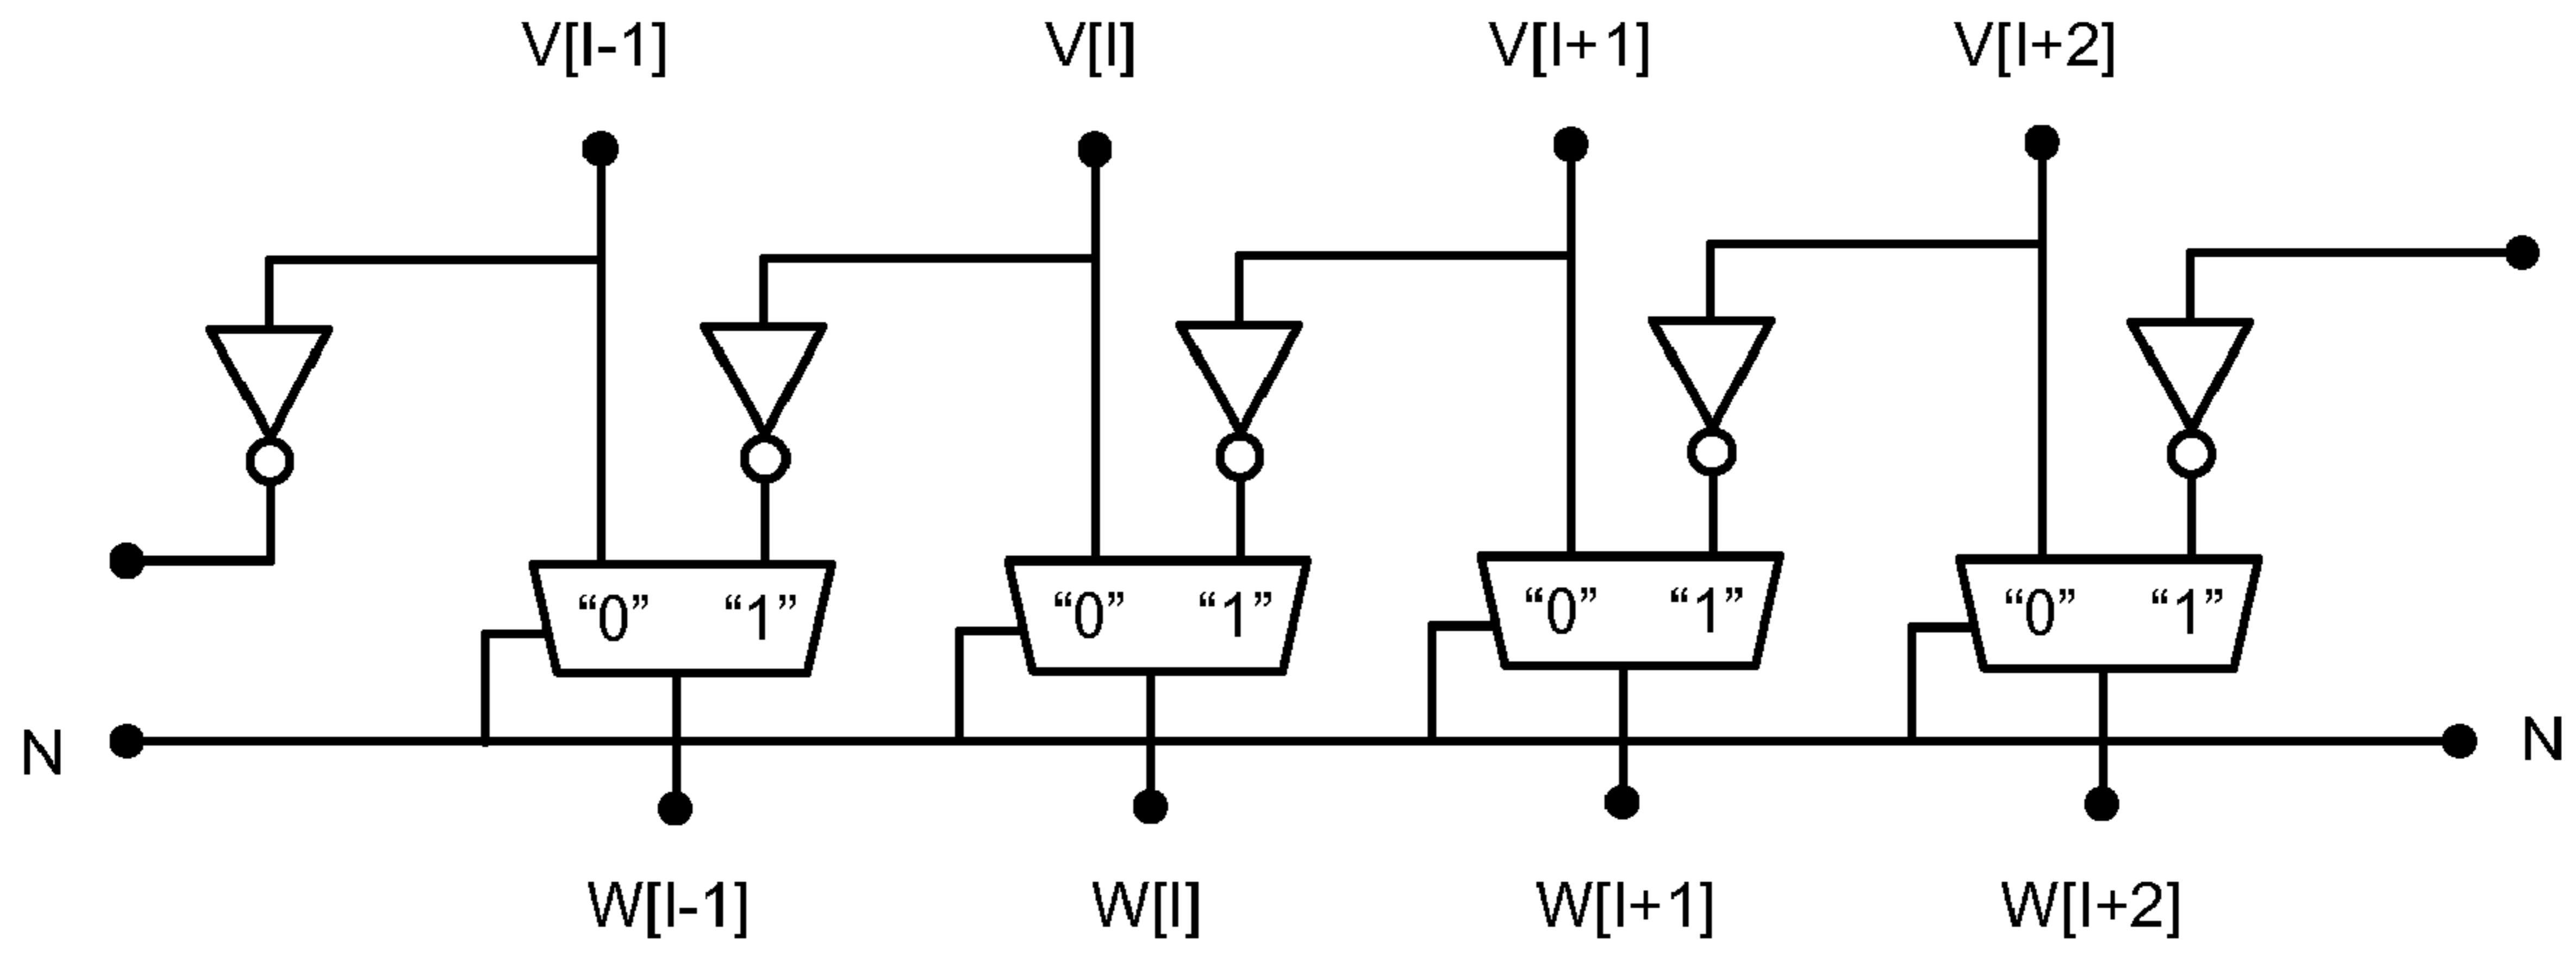 V[I-1] V[I] V[I+1] V[I+2]
“0” “1” “0” “1” “0” “1” “0” “1”
N N
W[I-1] W[I] W[I+1] W[I+2]